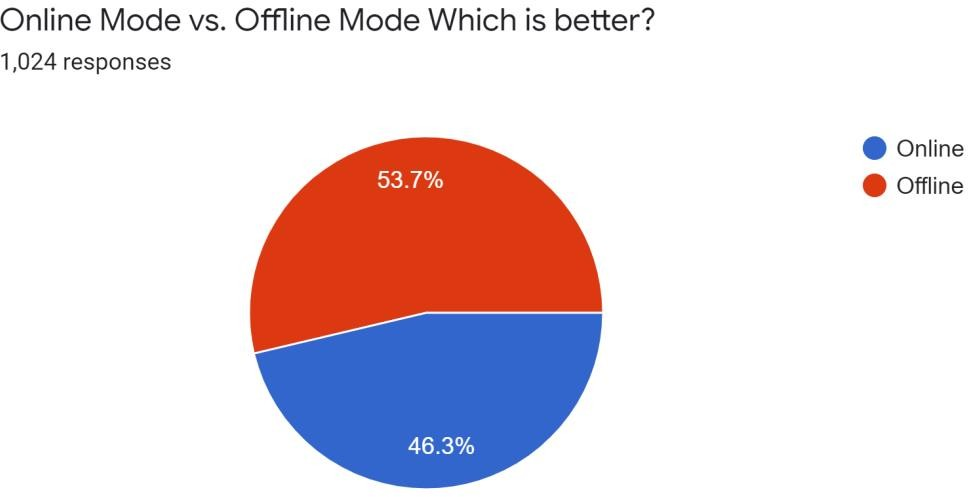 Online Mode vs. Offline Mode Which is better?
1,024 responses
53.7%
46.3%
Online
Offline